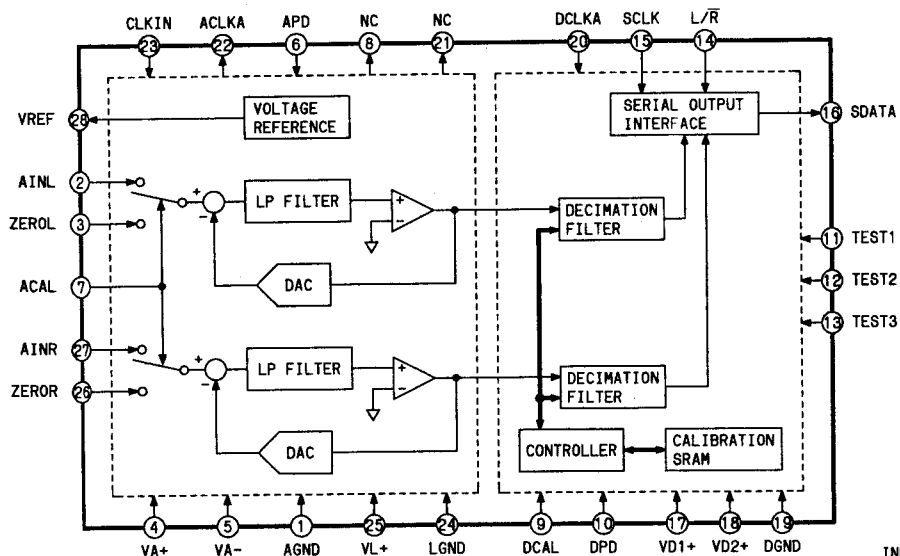 CLKIN ACLKA APD NC NC DCLKA SCLK L/R̅
23 22 6 8 21 20 15 14
VOLTAGE
REFERENCE
SERIAL OUTPUT
INTERFACE
VREF 28
16 SDATA
AINL 2
+
−
LP FILTER
+
−
DECIMATION
FILTER
ZEROL 3
11 TEST1
ACAL 7
DAC
12 TEST2
13 TEST3
AINR 27
+
−
LP FILTER
+
−
DECIMATION
FILTER
ZEROR 26
DAC
CONTROLLER
CALIBRATION
SRAM
4 5 1 25 24 9 10 17 18 19
VA+ VA- AGND VL+ LGND DCAL DPD VD1+ VD2+ DGND
IN